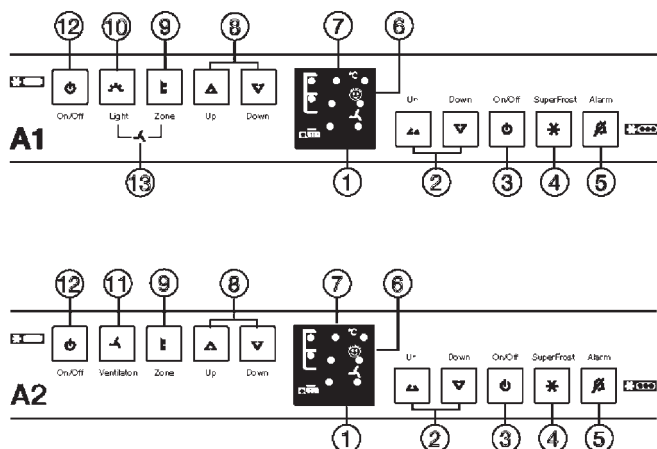 12 10 9 8 7 6
°C
Up Down On/Off SuperFrost Alarm
On/Off Light Zone Up Down
A1
13 1 2 3 4 5
12 11 9 8 7 6
°C
Up Down On/Off SuperFrost Alarm
On/Off Ventilation Zone Up Down
A2
1 2 3 4 5